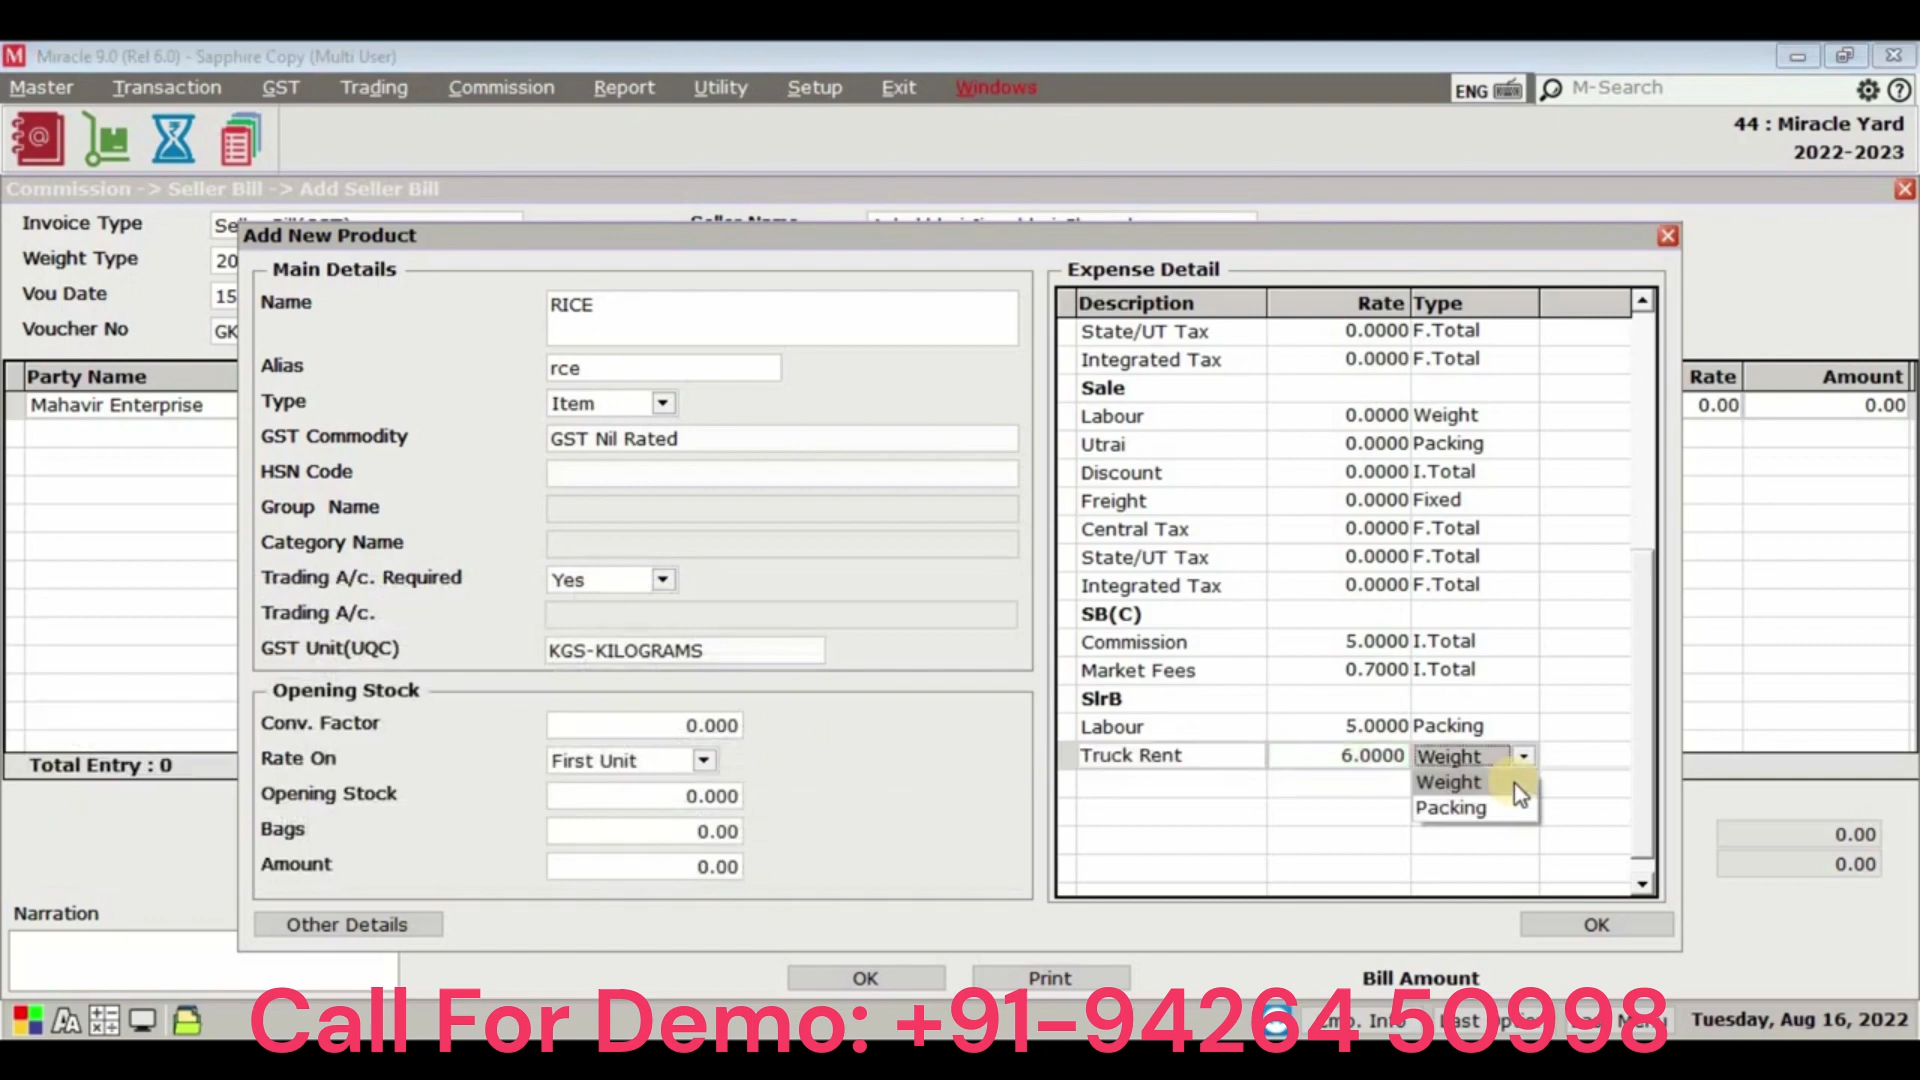 Miracle 9.0 (Rel 6.0) - Sapphire Copy (Multi User)
Master Transaction GST Trading Commission Report Utility Setup Exit Windows ENG M-Search
44 : Miracle Yard
2022-2023
Commission -> Seller Bill -> Add Seller Bill
Invoice Type
Weight Type 20
Vou Date 15
Voucher No GK
Party Name
Mahavir Enterprise
Total Entry : 0
Narration
Add New Product
Main Details
Name RICE
Alias rce
Type Item
GST Commodity GST Nil Rated
HSN Code
Group Name
Category Name
Trading A/c. Required Yes
Trading A/c.
GST Unit(UQC) KGS-KILOGRAMS
Opening Stock
Conv. Factor 0.000
Rate On First Unit
Opening Stock 0.000
Bags 0.00
Amount 0.00
Other Details
Expense Detail
Description Rate Type
State/UT Tax 0.0000 F.Total
Integrated Tax 0.0000 F.Total
Sale
Labour 0.0000 Weight
Utrai 0.0000 Packing
Discount 0.0000 I.Total
Freight 0.0000 Fixed
Central Tax 0.0000 F.Total
State/UT Tax 0.0000 F.Total
Integrated Tax 0.0000 F.Total
SB(C)
Commission 5.0000 I.Total
Market Fees 0.7000 I.Total
SlrB
Labour 5.0000 Packing
Truck Rent 6.0000 Weight
Weight
Packing
OK
Rate Amount
0.00 0.00
0.00
0.00
OK Print Bill Amount
Call For Demo: +91-94264 50998
Tuesday, Aug 16, 2022